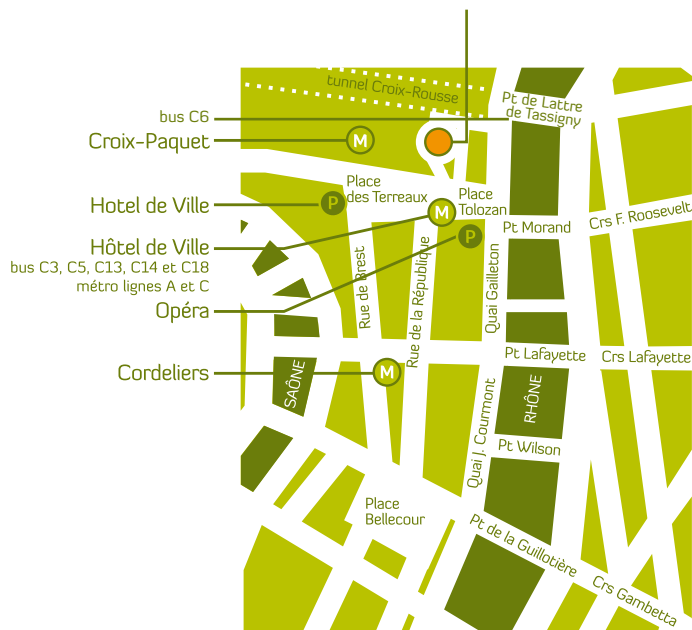 tunnel Croix-Rousse
Pt de Lattre
de Tassigny
bus C6
Croix-Paquet
M
Place
des Terreaux
Hotel de Ville
P
M
Place
Tolozan
Crs F. Roosevelt
Pt Morand
P
Hôtel de Ville
bus C3, C5, C13, C14 et C18
métro lignes A et C
Opéra
Rue de Brest
Rue de la République
Quai Gailleton
Pt Lafayette
Crs Lafayette
Cordeliers
M
SAÔNE
RHÔNE
Quai J. Courmont
Pt Wilson
Place
Bellecour
Pt de la Guillotière
Crs Gambetta